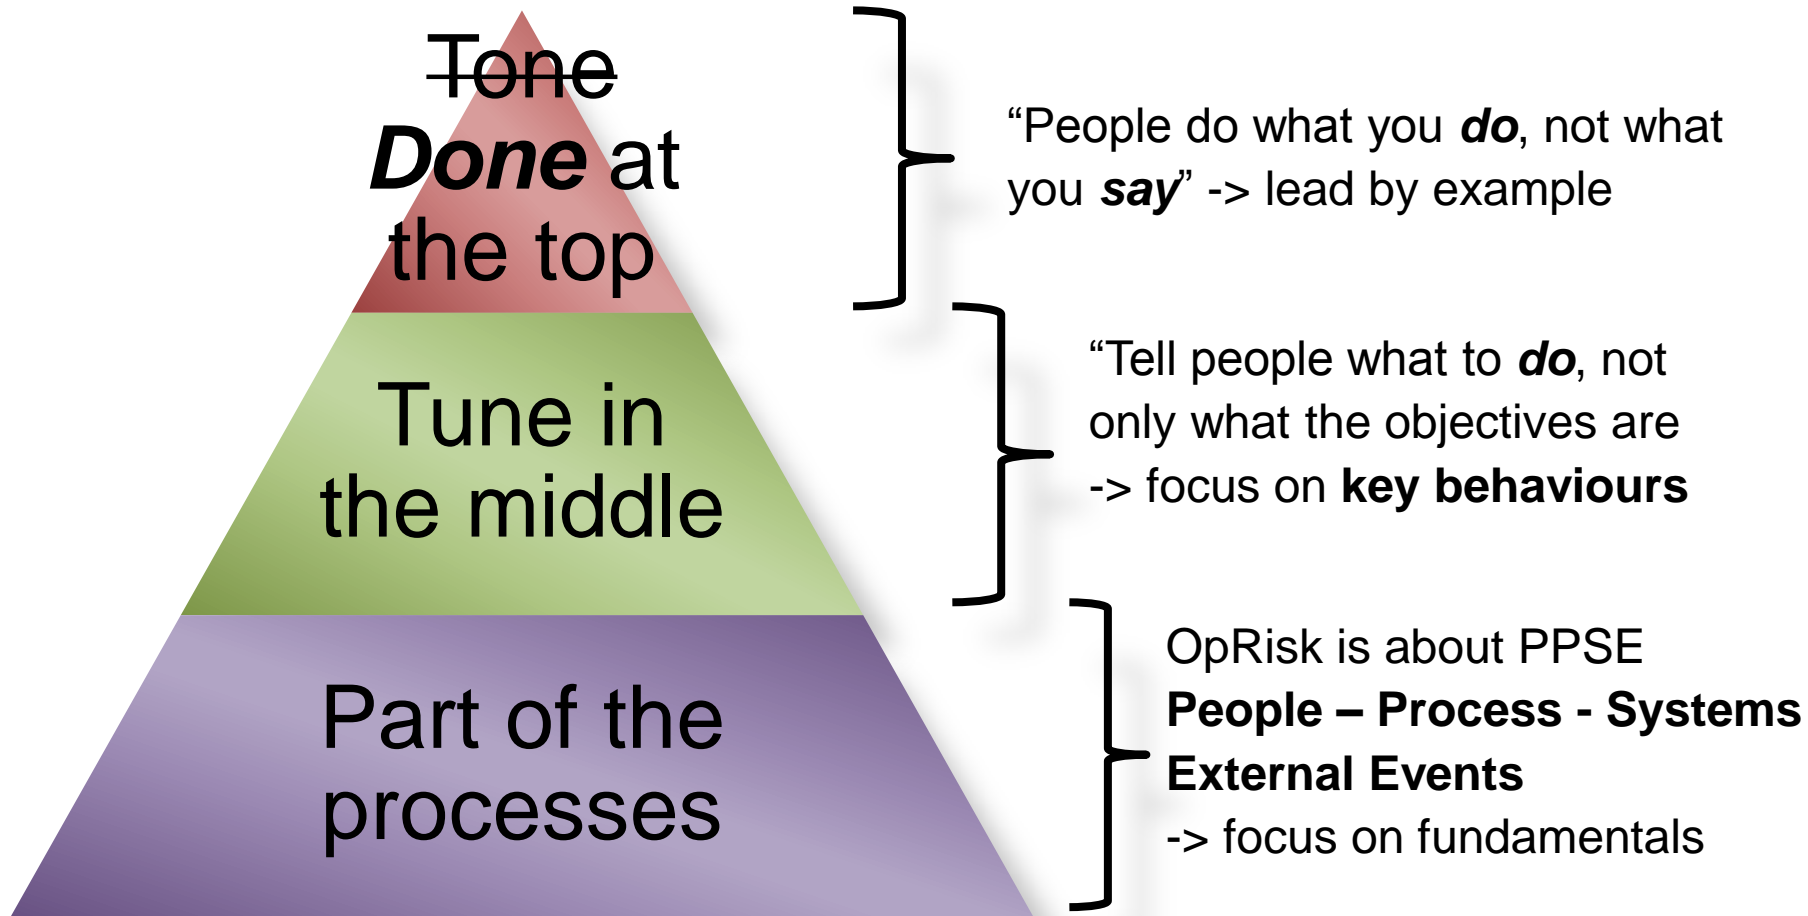 Tone
Done at
the top
“People do what you do, not what
you say” -> lead by example
Tune in
the middle
“Tell people what to do, not
only what the objectives are
-> focus on key behaviours
Part of the
processes
OpRisk is about PPSE
People – Process - Systems
External Events
-> focus on fundamentals